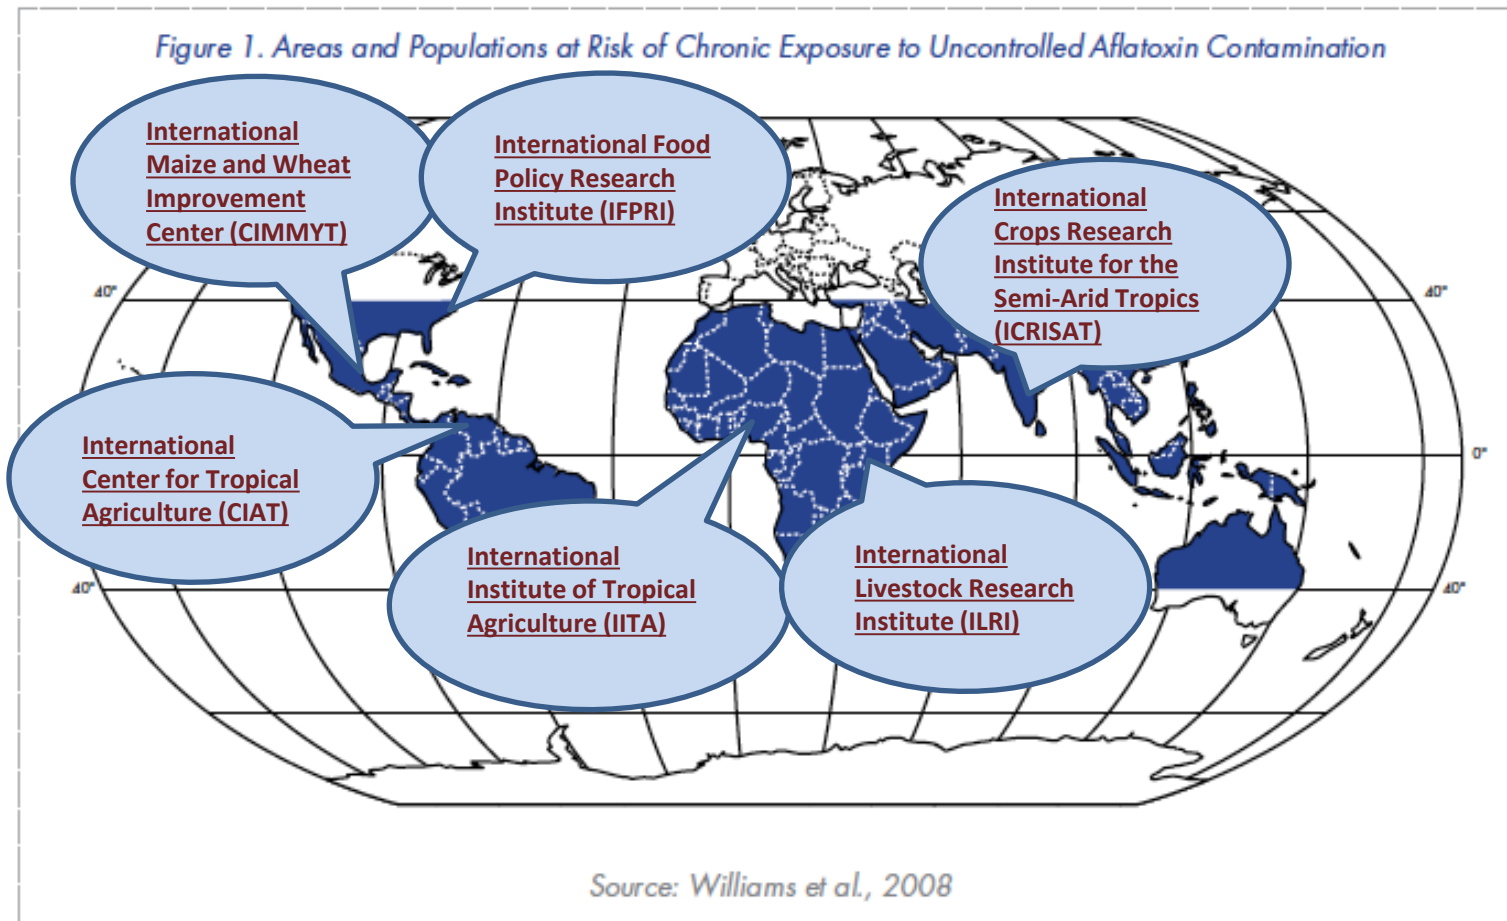 Figure 1. Areas and Populations at Risk of Chronic Exposure to Uncontrolled Aflatoxin Contamination
International
Maize and Wheat
Improvement
Center (CIMMYT)
International Food
Policy Research
Institute (IFPRI)
International
Crops Research
Institute for the
Semi-Arid Tropics
(ICRISAT)
40°
40°
International
Center for Tropical
Agriculture (CIAT)
0°
International
Institute of Tropical
Agriculture (IITA)
International
Livestock Research
Institute (ILRI)
40°
40°
Source: Williams et al., 2008